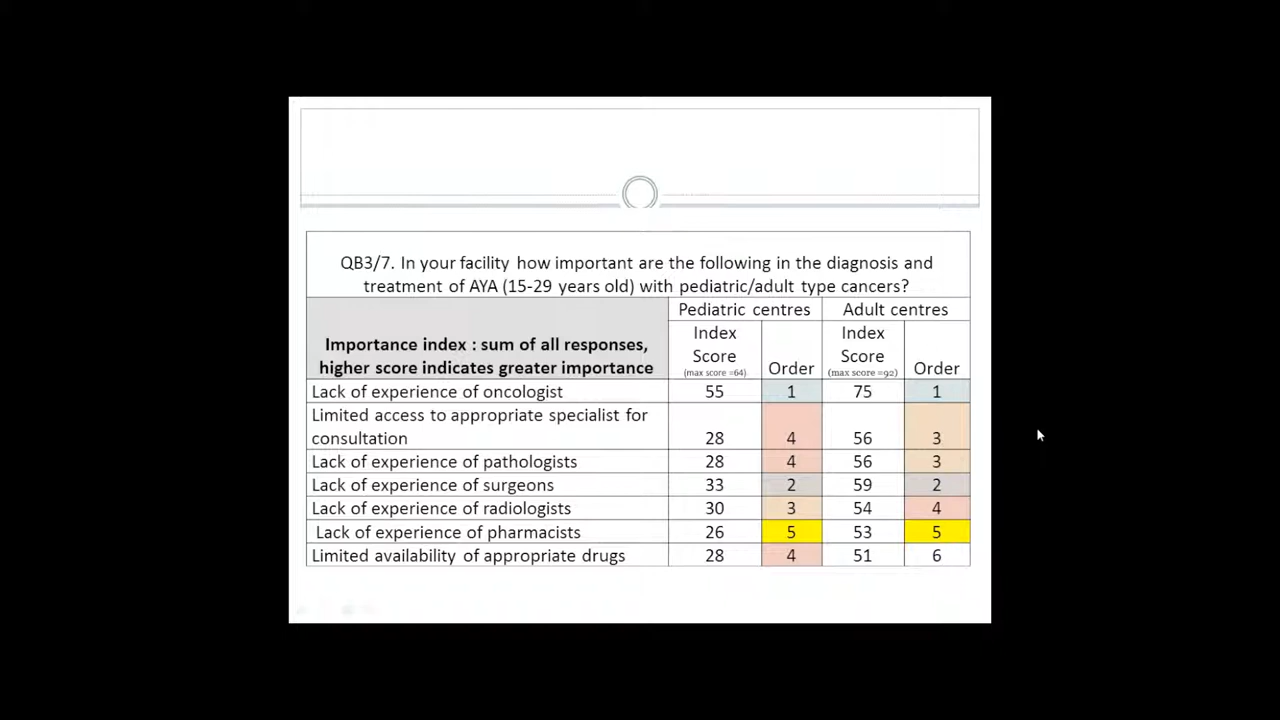 QB3/7. In your facility how important are the following in the diagnosis and
treatment of AYA (15-29 years old) with pediatric/adult type cancers?
Importance index : sum of all responses,
higher score indicates greater importance
Pediatric centres Adult centres
Index
Score
(max score =64)
Order
Index
Score
(max score =92)
Order
Lack of experience of oncologist 55 1 75 1
Limited access to appropriate specialist for
consultation 28 4 56 3
Lack of experience of pathologists 28 4 56 3
Lack of experience of surgeons 33 2 59 2
Lack of experience of radiologists 30 3 54 4
Lack of experience of pharmacists 26 5 53 5
Limited availability of appropriate drugs 28 4 51 6